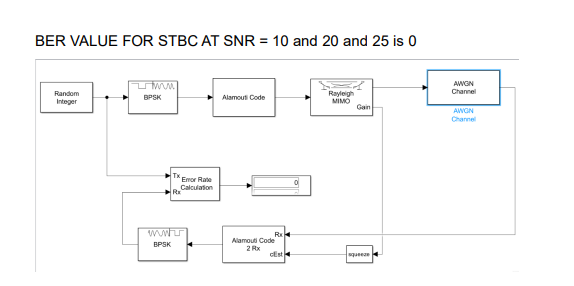 BER VALUE FOR STBC AT SNR = 10 and 20 and 25 is 0
Random
Integer
BPSK
Alamouti Code
Rayleigh
MIMO
Gain
AWGN
Channel
AWGN
Channel
Tx
Rx
Error Rate
Calculation
0
BPSK
Alamouti Code
2 Rx
Rx
cEst
squeeze